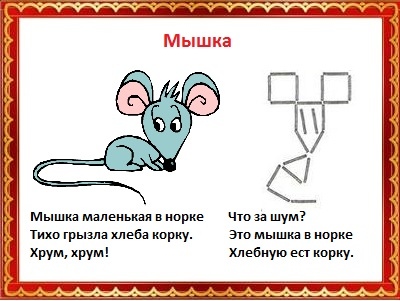 Мышка
Мышка маленькая в норке
Тихо грызла хлеба корку.
Хрум, хрум!
Что за шум?
Это мышка в норке
Хлебную ест корку.